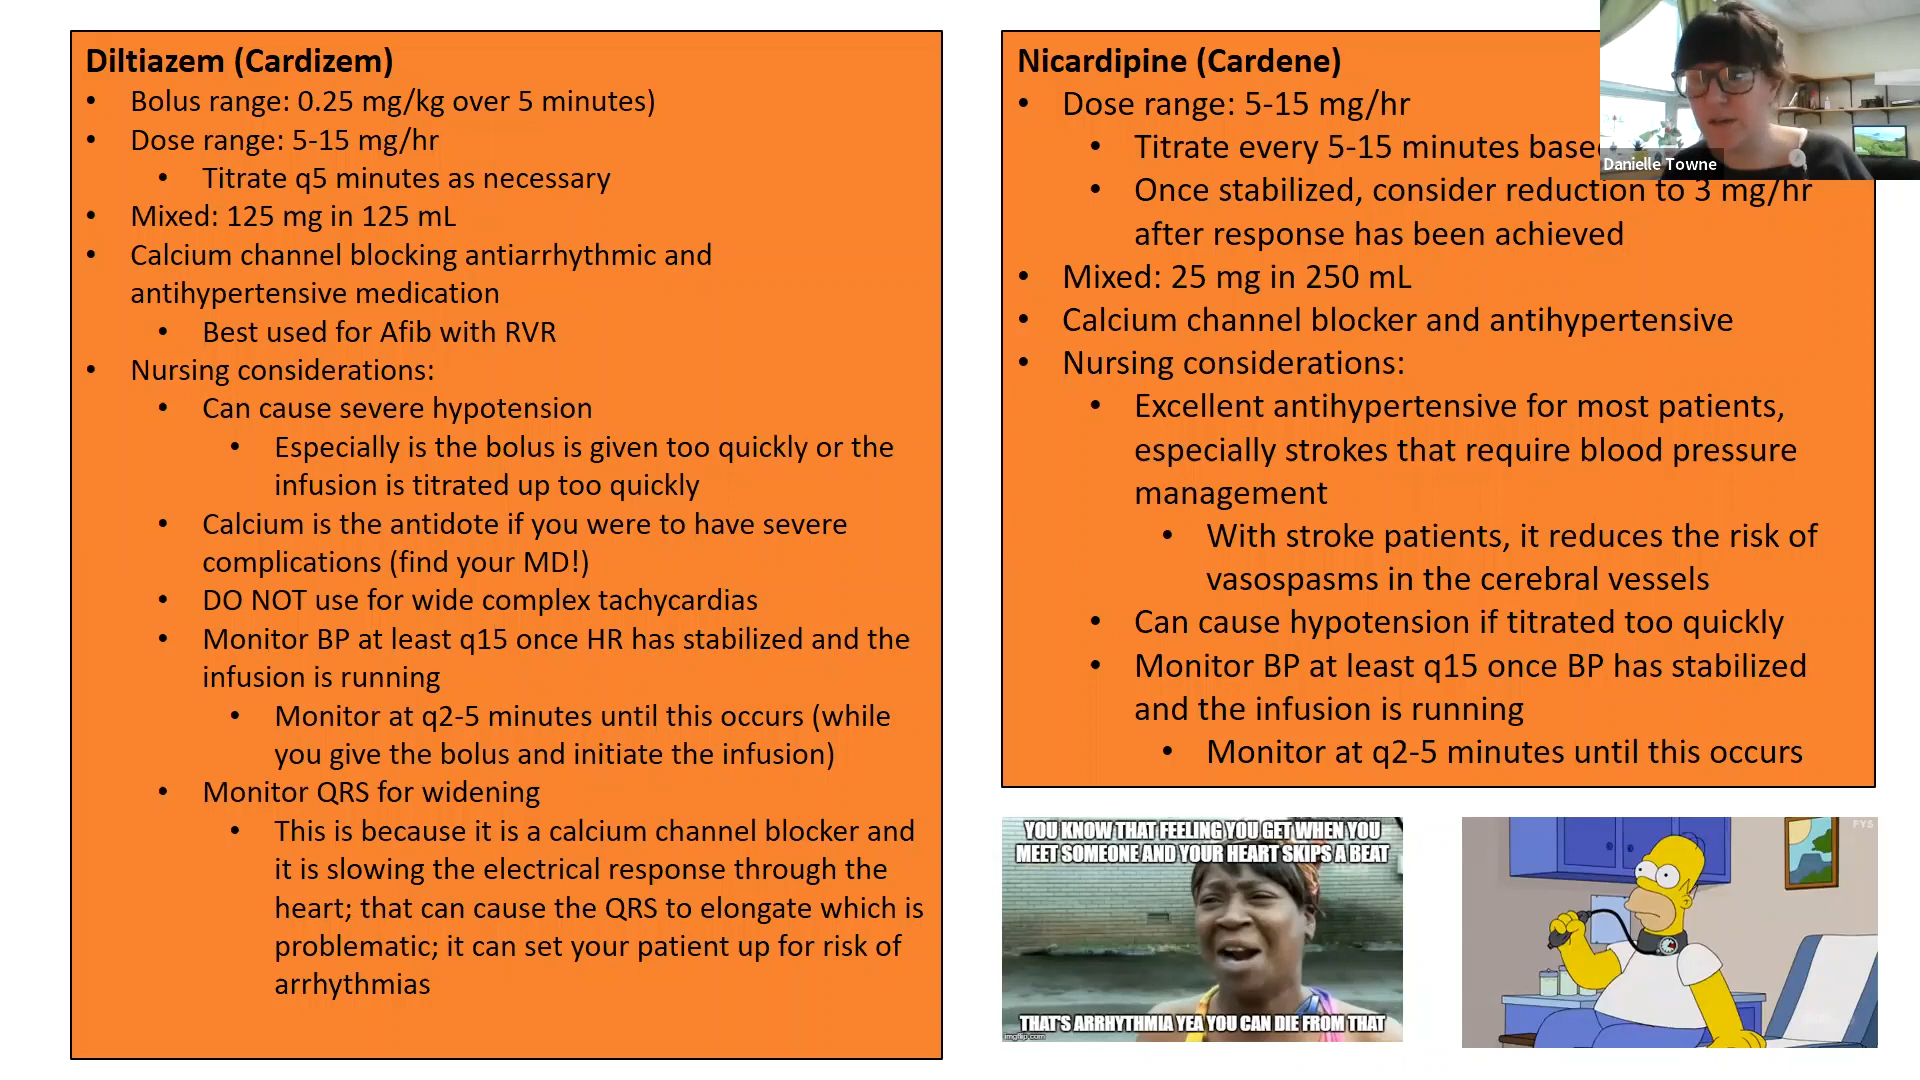 Diltiazem (Cardizem)
• Bolus range: 0.25 mg/kg over 5 minutes)
• Dose range: 5-15 mg/hr
• Titrate q5 minutes as necessary
• Mixed: 125 mg in 125 mL
• Calcium channel blocking antiarrhythmic and
antihypertensive medication
• Best used for Afib with RVR
• Nursing considerations:
• Can cause severe hypotension
• Especially is the bolus is given too quickly or the
infusion is titrated up too quickly
• Calcium is the antidote if you were to have severe
complications (find your MD!)
• DO NOT use for wide complex tachycardias
• Monitor BP at least q15 once HR has stabilized and the
infusion is running
• Monitor at q2-5 minutes until this occurs (while
you give the bolus and initiate the infusion)
• Monitor QRS for widening
• This is because it is a calcium channel blocker and
it is slowing the electrical response through the
heart; that can cause the QRS to elongate which is
problematic; it can set your patient up for risk of
arrhythmias
Nicardipine (Cardene)
• Dose range: 5-15 mg/hr
• Titrate every 5-15 minutes
• Once stabilized, consider reduction to 3 mg/hr
after response has been achieved
• Mixed: 25 mg in 250 mL
• Calcium channel blocker and antihypertensive
• Nursing considerations:
• Excellent antihypertensive for most patients,
especially strokes that require blood pressure
management
• With stroke patients, it reduces the risk of
vasospasms in the cerebral vessels
• Can cause hypotension if titrated too quickly
• Monitor BP at least q15 once BP has stabilized
and the infusion is running
• Monitor at q2-5 minutes until this occurs
Danielle Towne
YOU KNOW THAT FEELING YOU GET WHEN YOU
MEET SOMEONE AND YOUR HEART SKIPS A BEAT
THAT'S ARRHYTHMIA YEA YOU CAN DIE FROM THAT
imgflip.com
FYS